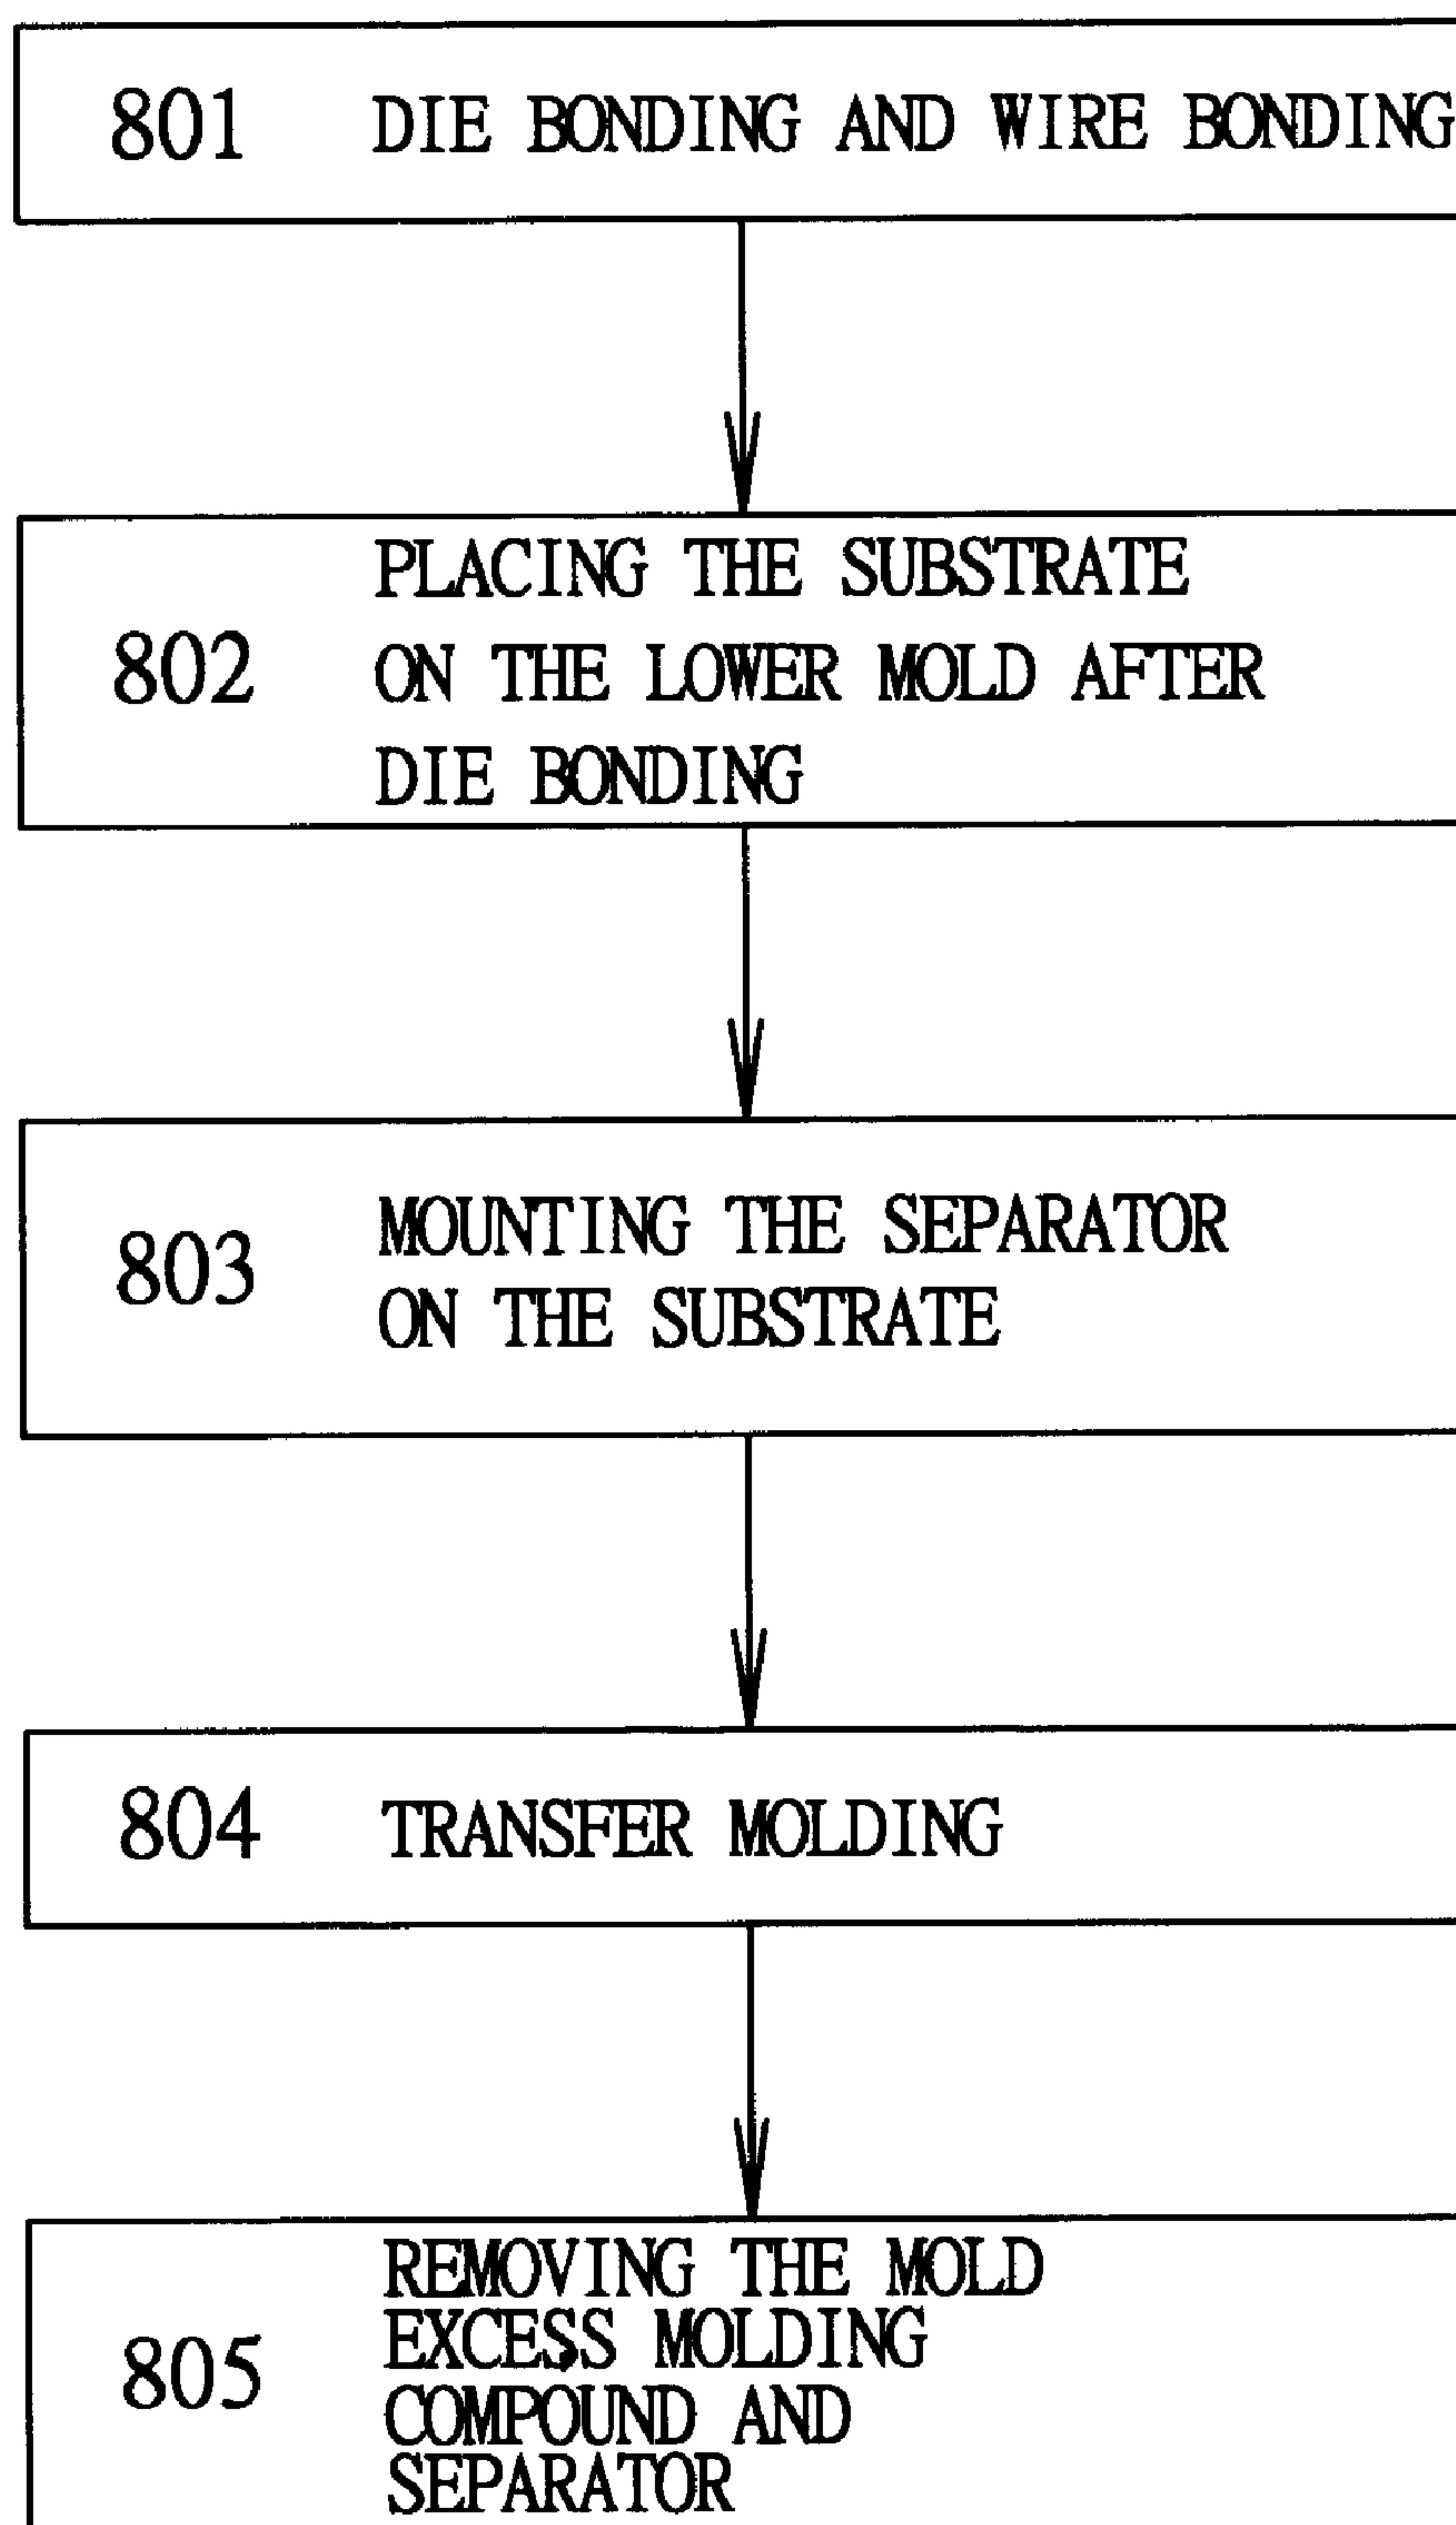 801 DIE BONDING AND WIRE BONDING
PLACING THE SUBSTRATE
802 ON THE LOWER MOLD AFTER
DIE BONDING
803 MOUNTING THE SEPARATOR
ON THE SUBSTRATE
804 TRANSFER MOLDING
REMOVING THE MOLD
EXCESS MOLDING
805 COMPOUND AND
SEPARATOR